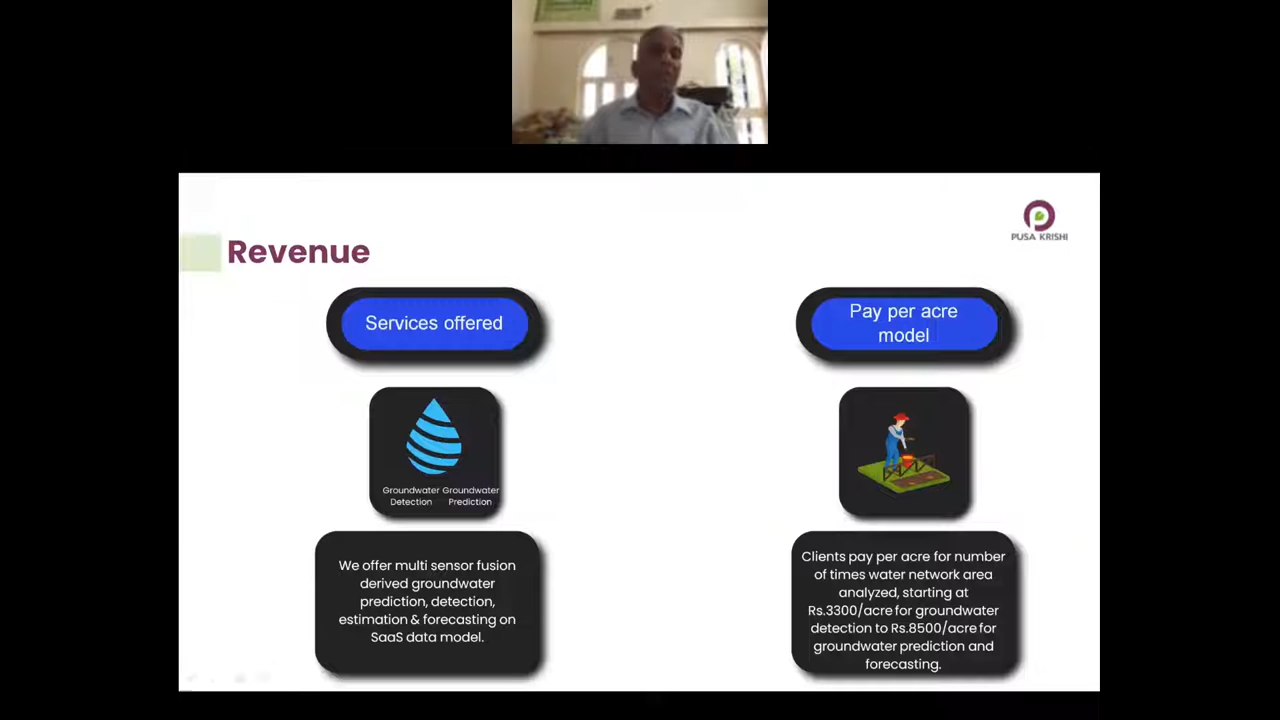 PUSA KRISHI
Revenue
Services offered
Groundwater
Detection
Groundwater
Prediction
We offer multi sensor fusion
derived groundwater
prediction, detection,
estimation & forecasting on
SaaS data model.
Pay per acre
model
Clients pay per acre for number
of times water network area
analyzed, starting at
Rs.3300/acre for groundwater
detection to Rs.8500/acre for
groundwater prediction and
forecasting.